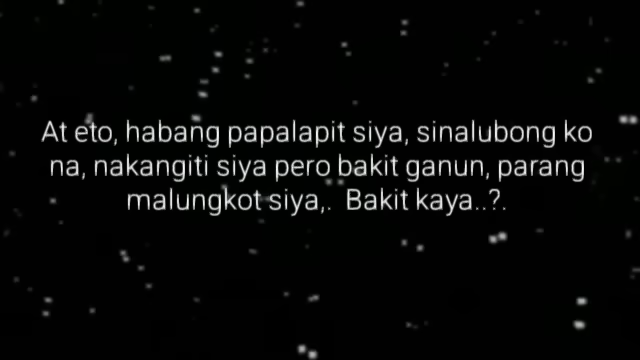 At eto, habang papalapit siya, sinalubong ko
na, nakangiti siya pero bakit ganun, parang
malungkot siya,.  Bakit kaya..?.